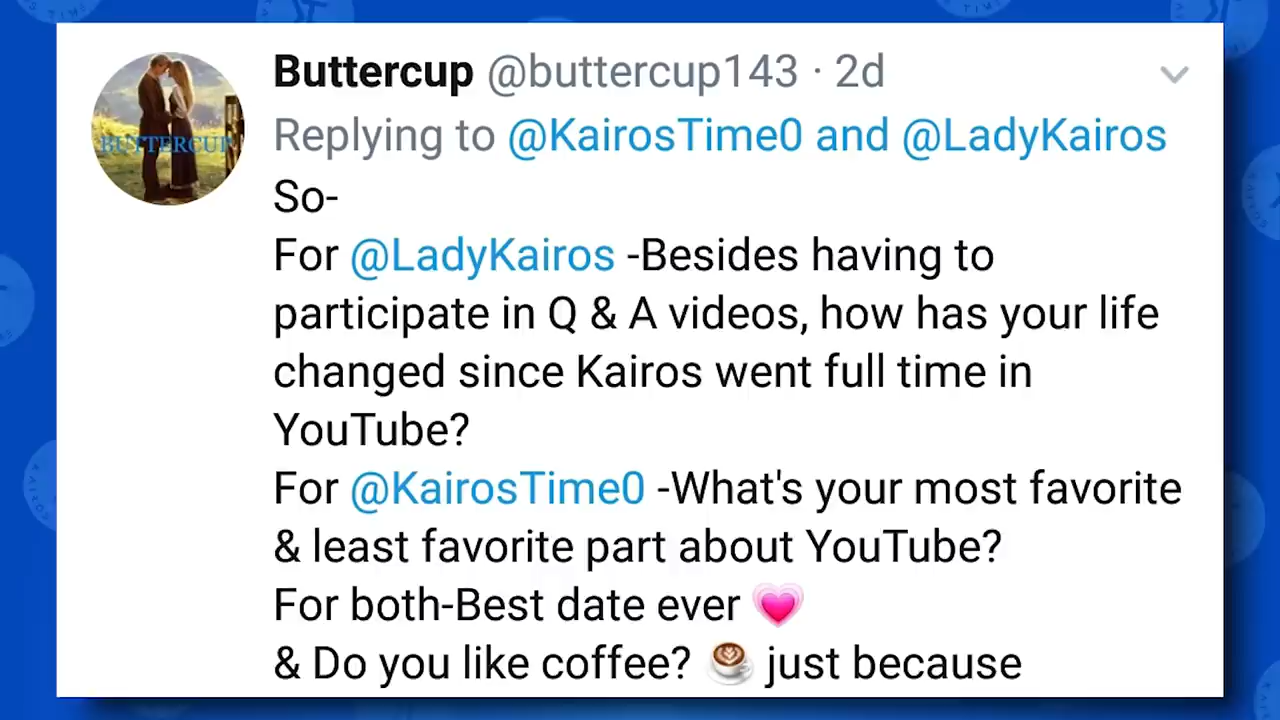 Buttercup @buttercup143 · 2d
BUTTERCUP
Replying to @KairosTime0 and @LadyKairos
So-
For @LadyKairos -Besides having to
participate in Q & A videos, how has your life
changed since Kairos went full time in
YouTube?
For @KairosTime0 -What's your most favorite
& least favorite part about YouTube?
For both-Best date ever 💗
& Do you like coffee? ☕ just because